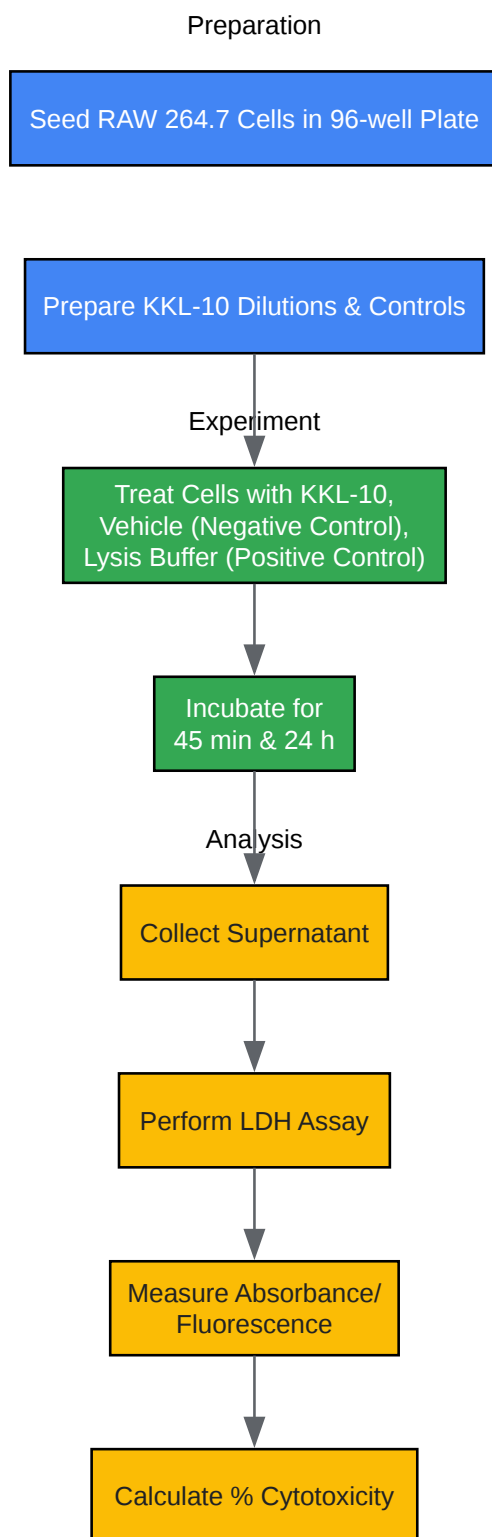 Preparation
Seed RAW 264.7 Cells in 96-well Plate
Prepare KKL-10 Dilutions & Controls
Experiment
Treat Cells with KKL-10,
Vehicle (Negative Control),
Lysis Buffer (Positive Control)
Incubate for
45 min & 24 h
Analysis
Collect Supernatant
Perform LDH Assay
Measure Absorbance/
Fluorescence
Calculate % Cytotoxicity